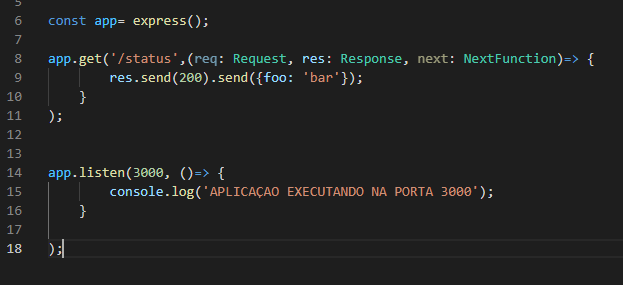 5
6 const app= express();
7
8 app.get('/status',(req: Request, res: Response, next: NextFunction)=> {
9 res.send(200).send({foo: 'bar'});
10 }
11 );
12
13
14 app.listen(3000, ()=> {
15 console.log('APLICAÇAO EXECUTANDO NA PORTA 3000');
16 }
17
18 );